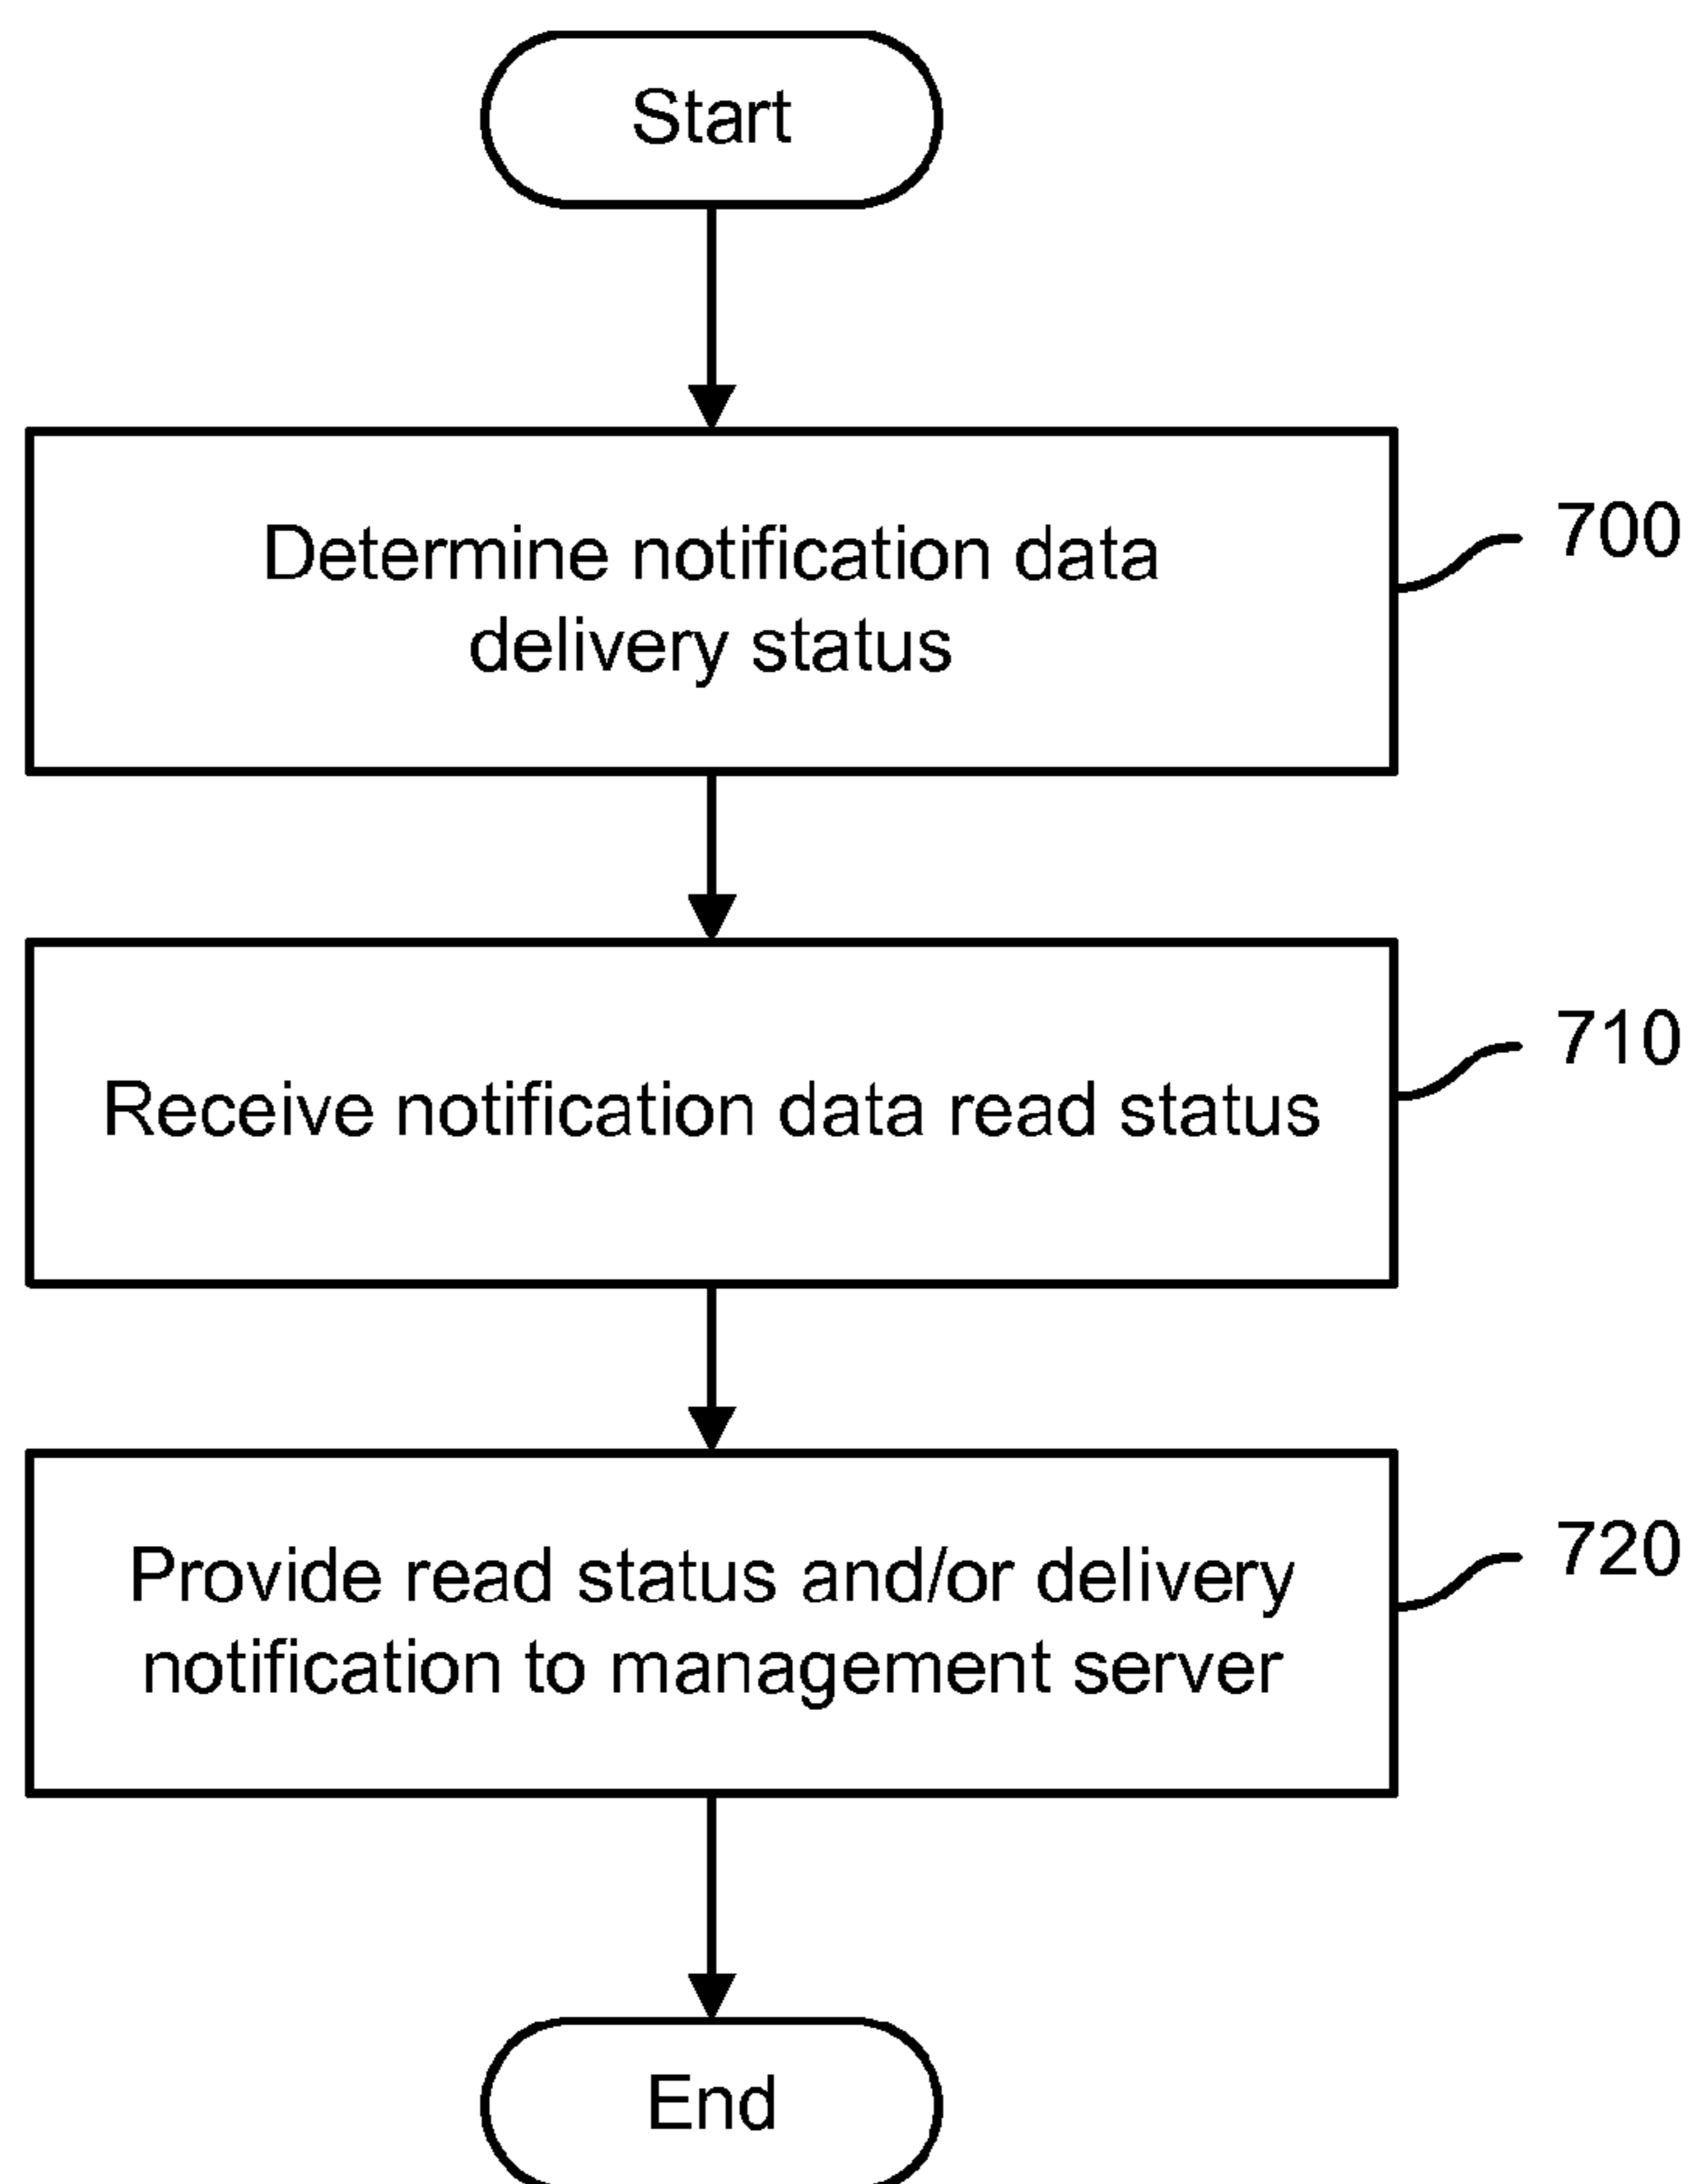 Start
Determine notification data
delivery status
700
Receive notification data read status
710
Provide read status and/or delivery
notification to management server
720
End